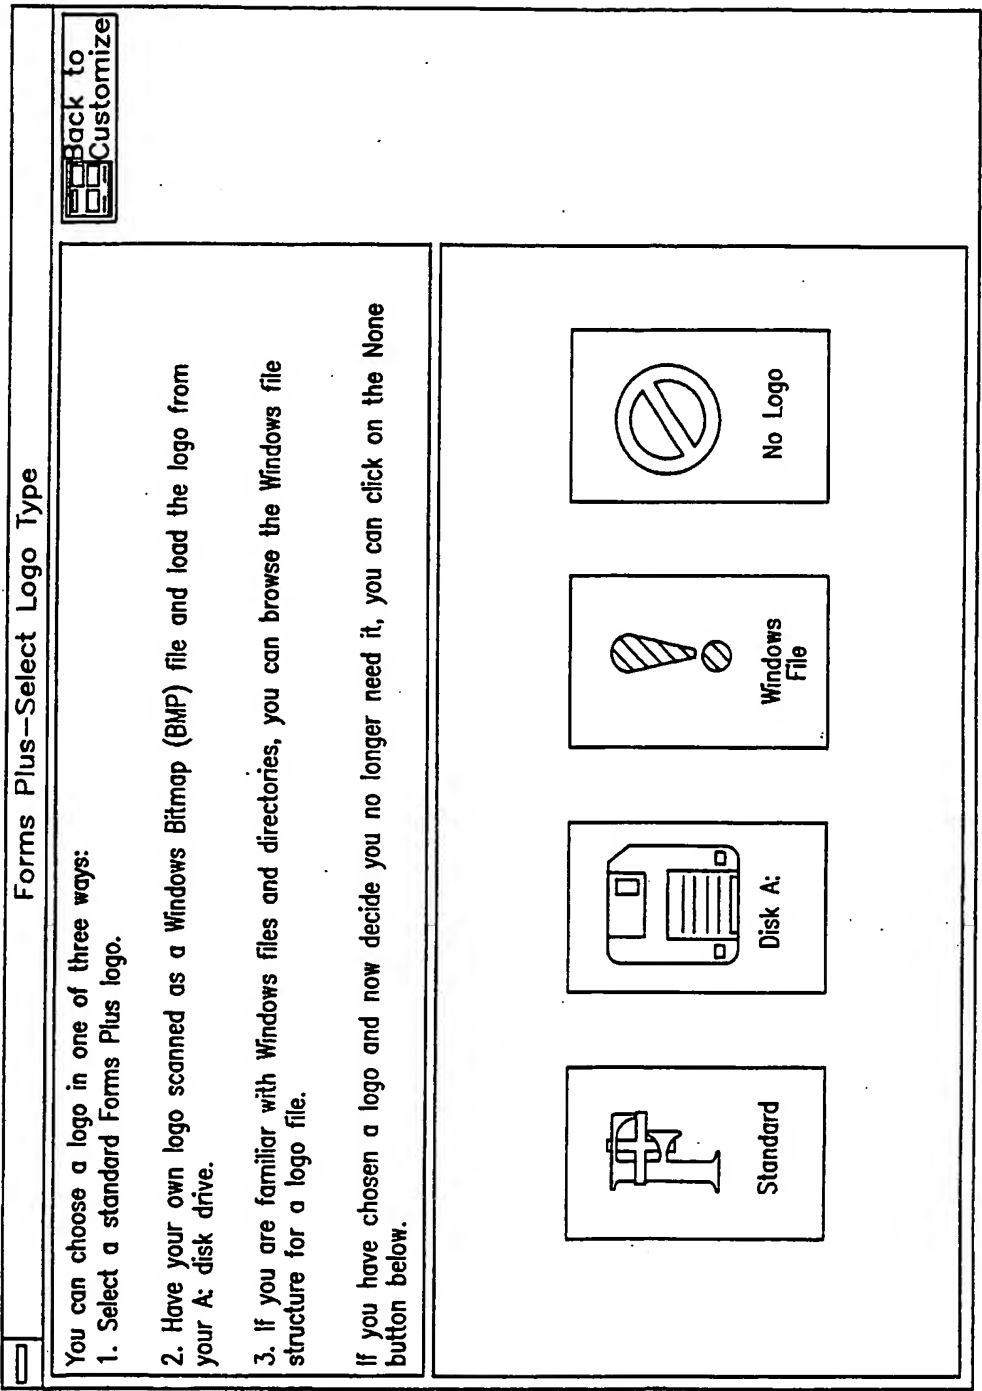 Forms Plus—Select Logo Type
Back to
Customize
You can choose a logo in one of three ways:
1. Select a standard Forms Plus logo.
2. Have your own logo scanned as a Windows Bitmap (BMP) file and load the logo from
your A: disk drive.
3. If you are familiar with Windows files and directories, you can browse the Windows file
structure for a logo file.
If you have chosen a logo and now decide you no longer need it, you can click on the None
button below.
Standard
Disk A:
Windows
File
No Logo